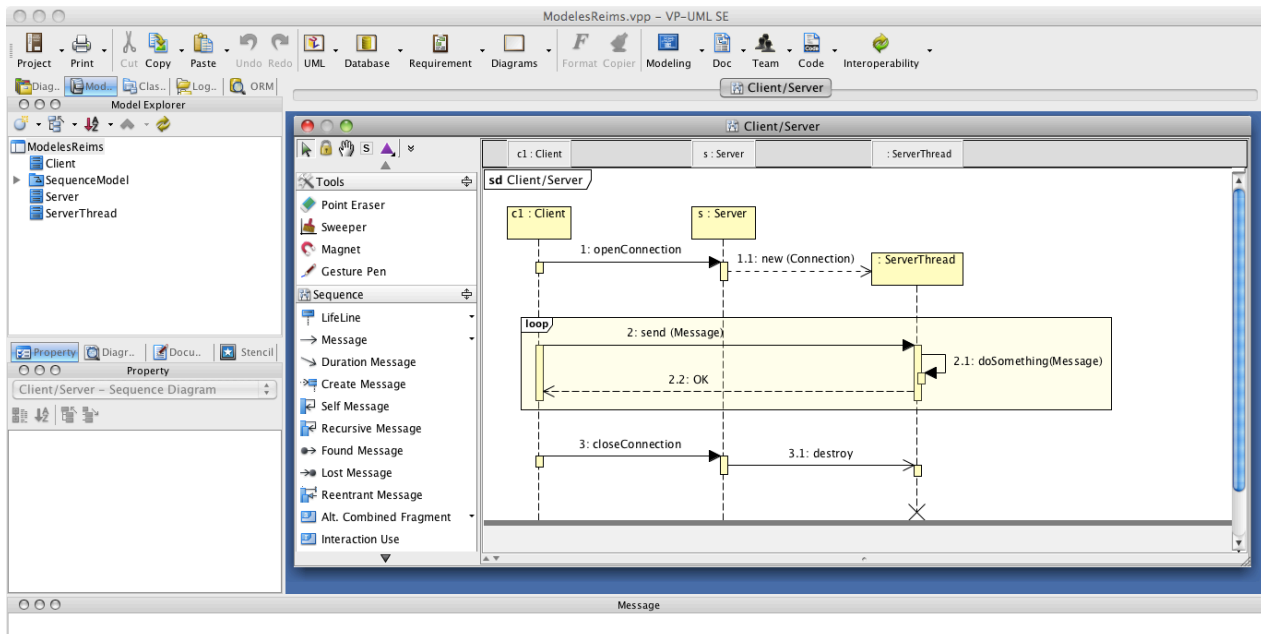 ModelesReims.vpp – VP-UML SE
Project Print Cut Copy Paste Undo Redo UML Database Requirement Diagrams Format Copier Modeling Doc Team Code Interoperability
Diag.. Mod.. Clas.. Log.. ORM
Client/Server
Model Explorer
ModelesReims
Client
SequenceModel
Server
ServerThread
Property Diagr.. Docu.. Stencil
Property
Client/Server – Sequence Diagram
Client/Server
S
Tools
Point Eraser
Sweeper
Magnet
Gesture Pen
Sequence
LifeLine
Message
Duration Message
Create Message
Self Message
Recursive Message
Found Message
Lost Message
Reentrant Message
Alt. Combined Fragment
Interaction Use
c1 : Client s : Server : ServerThread
sd Client/Server
c1 : Client s : Server
1: openConnection
1.1: new (Connection)
: ServerThread
loop
2: send (Message)
2.1: doSomething(Message)
2.2: OK
3: closeConnection
3.1: destroy
Message